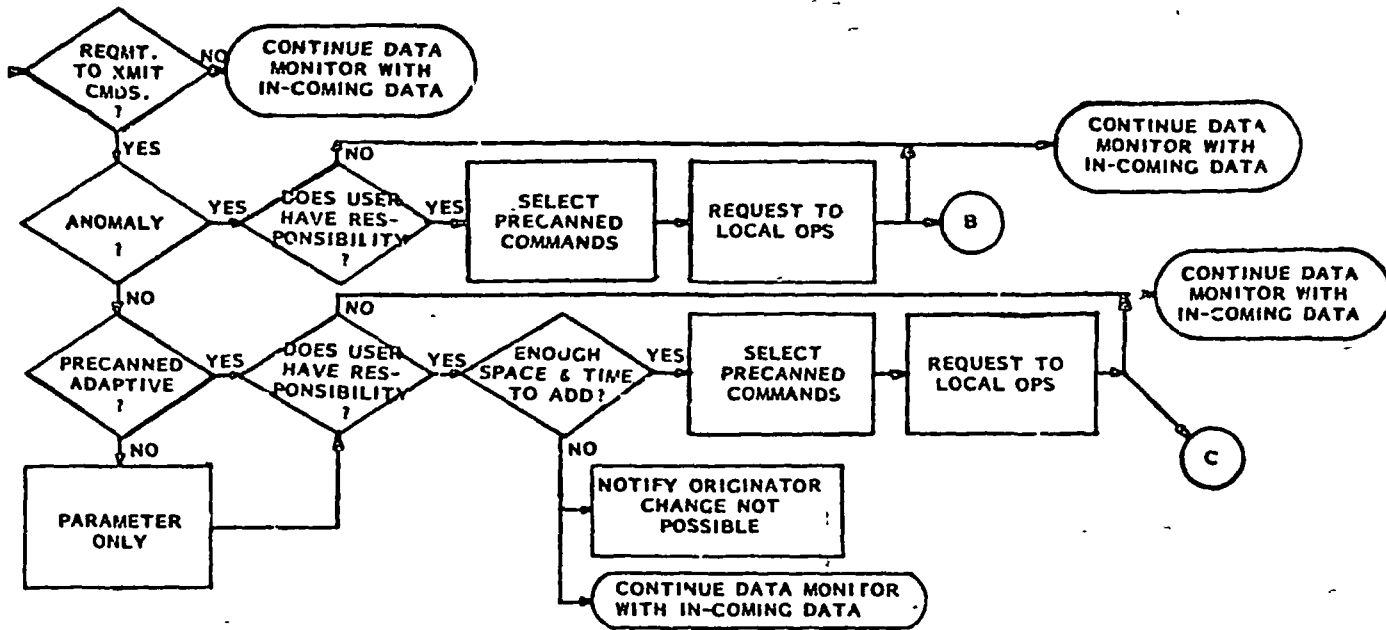 REQMT.
TO XMIT
CMDS.
?
NO
CONTINUE DATA
MONITOR WITH
IN-COMING DATA
YES
ANOMALY
?
YES
NO
DOES USER
HAVE RES-
PONSIBILITY
?
YES
SELECT
PRECANNED
COMMANDS
REQUEST TO
LOCAL OPS
B
CONTINUE DATA
MONITOR WITH
IN-COMING DATA
NO
PRECANNED
ADAPTIVE
?
YES
NO
DOES USER
HAVE RES-
PONSIBILITY
?
YES
ENOUGH
SPACE & TIME
TO ADD?
YES
SELECT
PRECANNED
COMMANDS
REQUEST TO
LOCAL OPS
CONTINUE DATA
MONITOR WITH
IN-COMING DATA
C
NO
PARAMETER
ONLY
NO
NOTIFY ORIGINATOR
CHANGE NOT
POSSIBLE
CONTINUE DATA MONITOR
WITH IN-COMING DATA